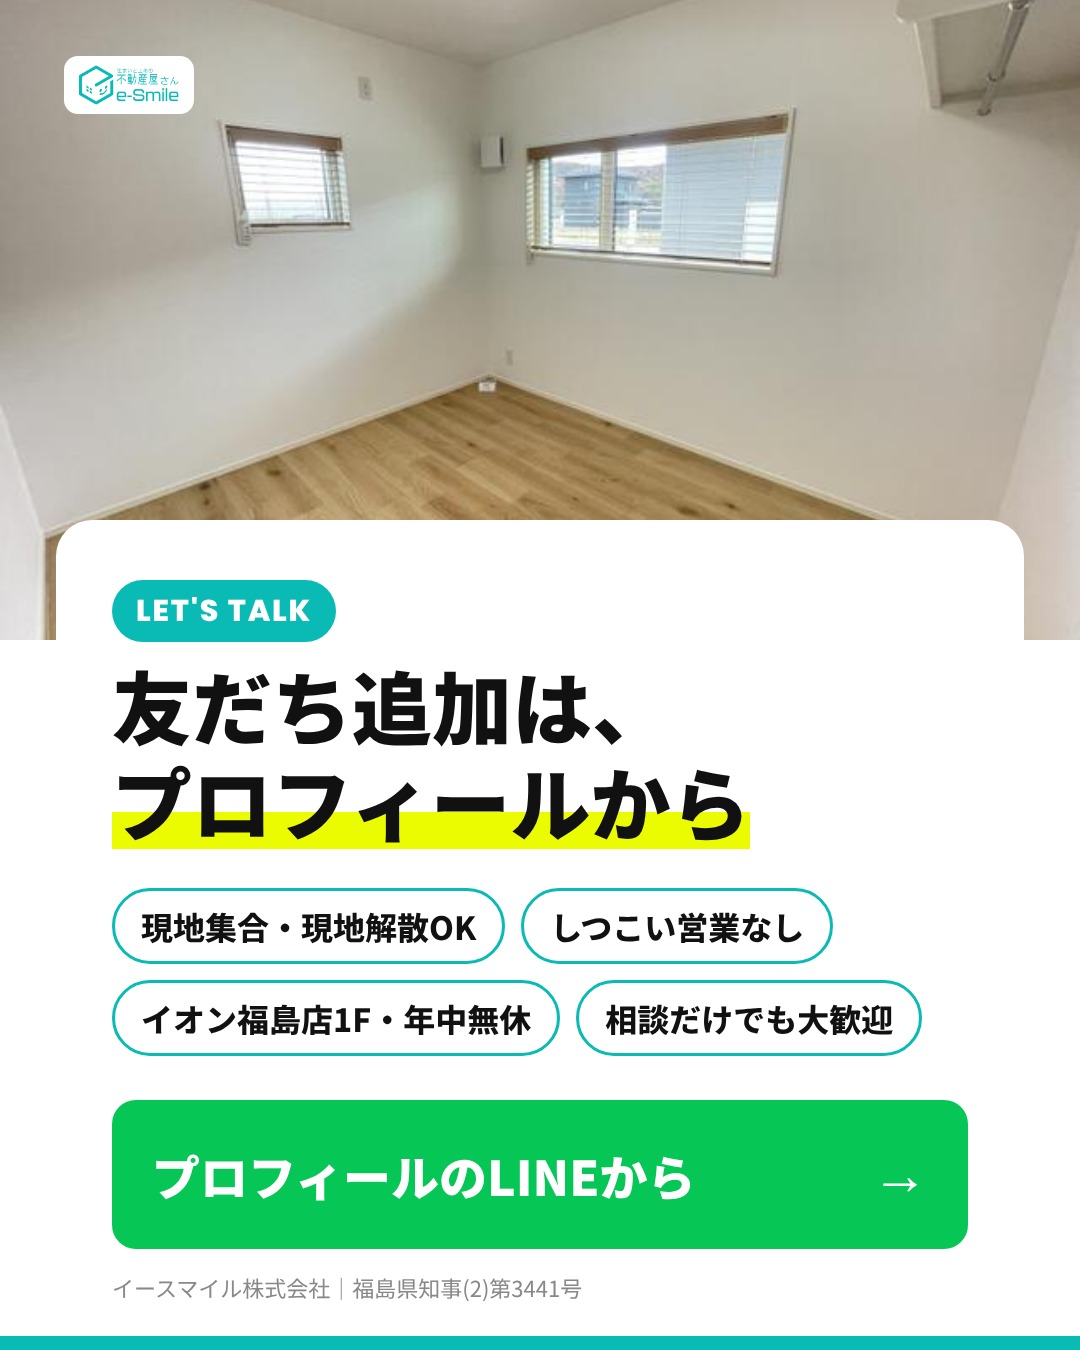 不動産屋さん
e-Smile
LET'S TALK
友だち追加は、
プロフィールから
現地集合・現地解散OK
しつこい営業なし
イオン福島店1F・年中無休
相談だけでも大歓迎
プロフィールのLINEから →
イースマイル株式会社｜福島県知事(2)第3441号